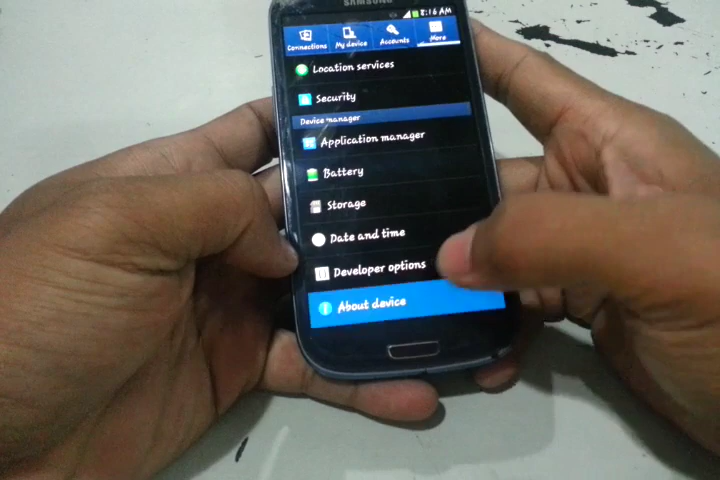 SAMSUNG
8:16 AM
Connections My device Accounts More
Location services
Security
Device manager
Application manager
Battery
Storage
Date and time
Developer options
About device